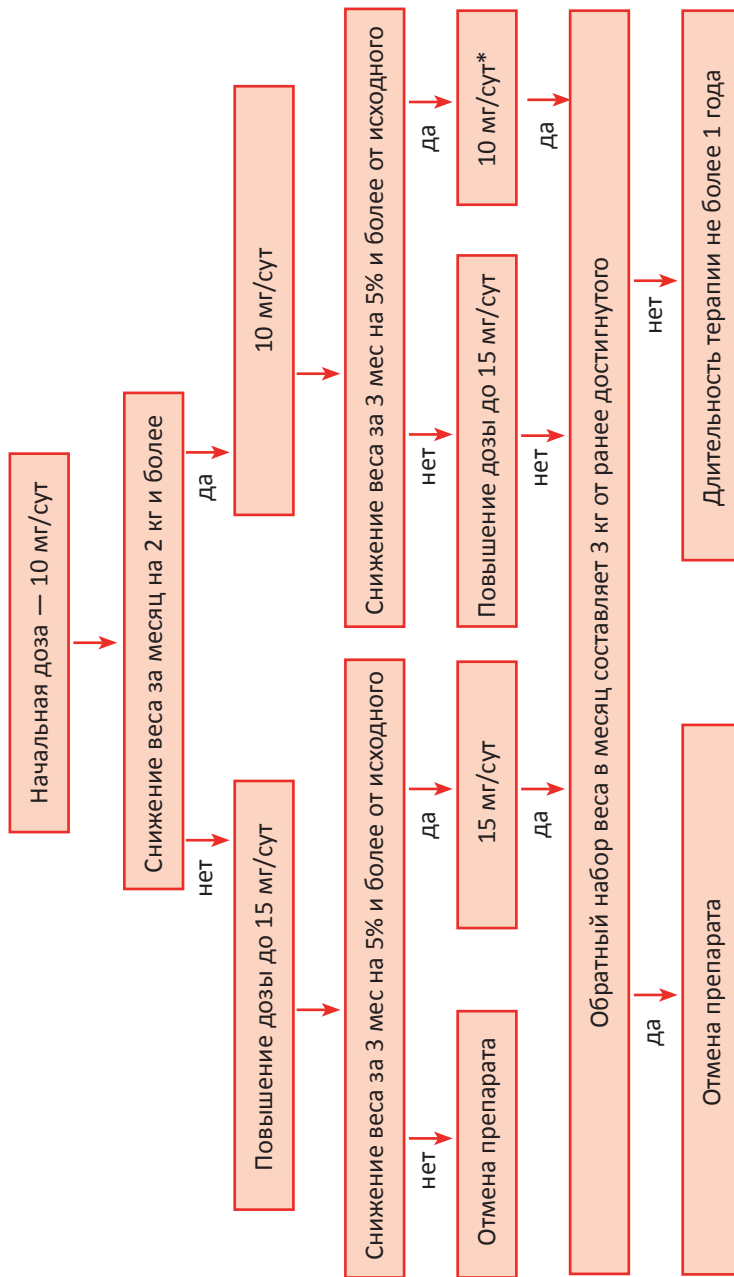 Начальная доза — 10 мг/сут
Снижение веса за месяц на 2 кг и более
нет
да
Повышение дозы до 15 мг/сут
10 мг/сут
Снижение веса за 3 мес на 5% и более от исходного
Снижение веса за 3 мес на 5% и более от исходного
нет
да
нет
да
Отмена препарата
15 мг/сут
Повышение дозы до 15 мг/сут
10 мг/сут*
да
нет
да
Обратный набор веса в месяц составляет 3 кг от ранее достигнутого
да
нет
Отмена препарата
Длительность терапии не более 1 года